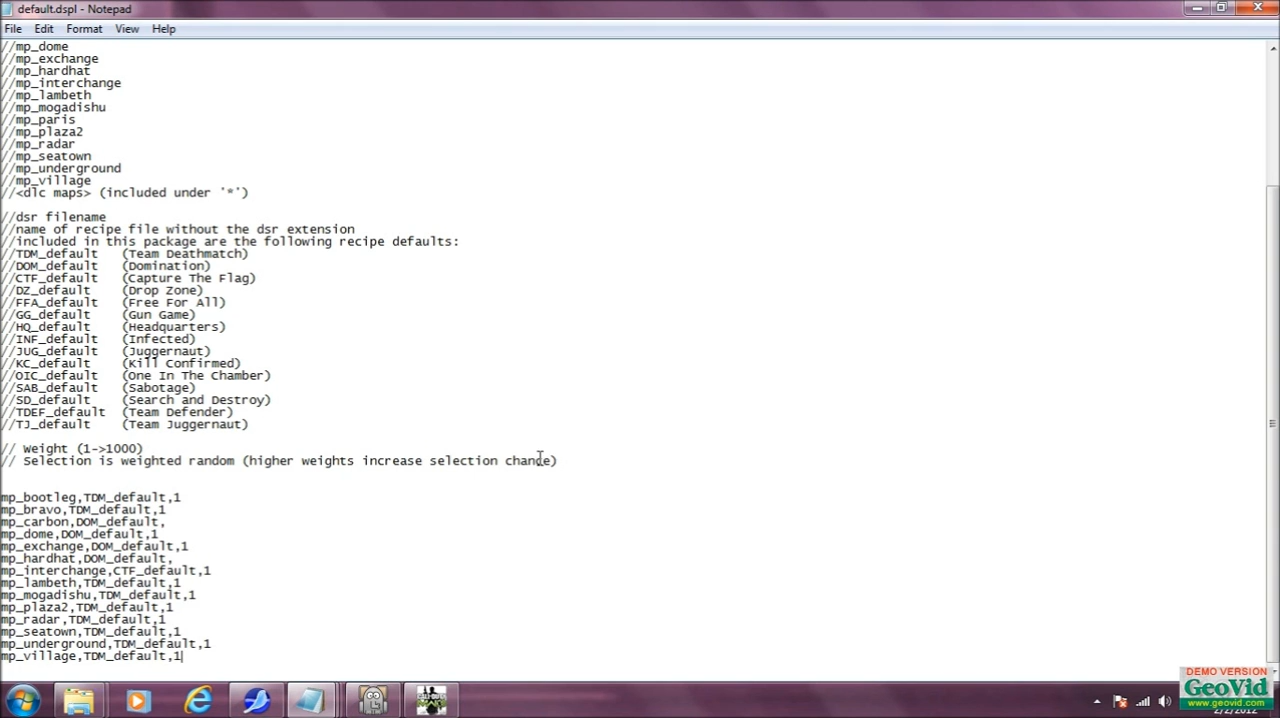 default.dspl - Notepad
File Edit Format View Help
//mp_dome
//mp_exchange
//mp_hardhat
//mp_interchange
//mp_lambeth
//mp_mogadishu
//mp_paris
//mp_plaza2
//mp_radar
//mp_seatown
//mp_underground
//mp_village
//<dlc maps> (included under '*')
//dsr filename
//name of recipe file without the dsr extension
//included in this package are the following recipe defaults:
//TDM_default (Team Deathmatch)
//DOM_default (Domination)
//CTF_default (Capture The Flag)
//DZ_default (Drop Zone)
//FFA_default (Free For All)
//GG_default (Gun Game)
//HQ_default (Headquarters)
//INF_default (Infected)
//JUG_default (Juggernaut)
//KC_default (Kill Confirmed)
//OIC_default (One In The Chamber)
//SAB_default (Sabotage)
//SD_default (Search and Destroy)
//TDEF_default (Team Defender)
//TJ_default (Team Juggernaut)
// Weight (1->1000)
// Selection is weighted random (higher weights increase selection chance)
mp_bootleg,TDM_default,1
mp_bravo,TDM_default,1
mp_carbon,DOM_default,
mp_dome,DOM_default,1
mp_exchange,DOM_default,1
mp_hardhat,DOM_default,
mp_interchange,CTF_default,1
mp_lambeth,TDM_default,1
mp_mogadishu,TDM_default,1
mp_plaza2,TDM_default,1
mp_radar,TDM_default,1
mp_seatown,TDM_default,1
mp_underground,TDM_default,1
mp_village,TDM_default,1
DEMO VERSION
GeoVid
www.geovid.com
2/2/2012